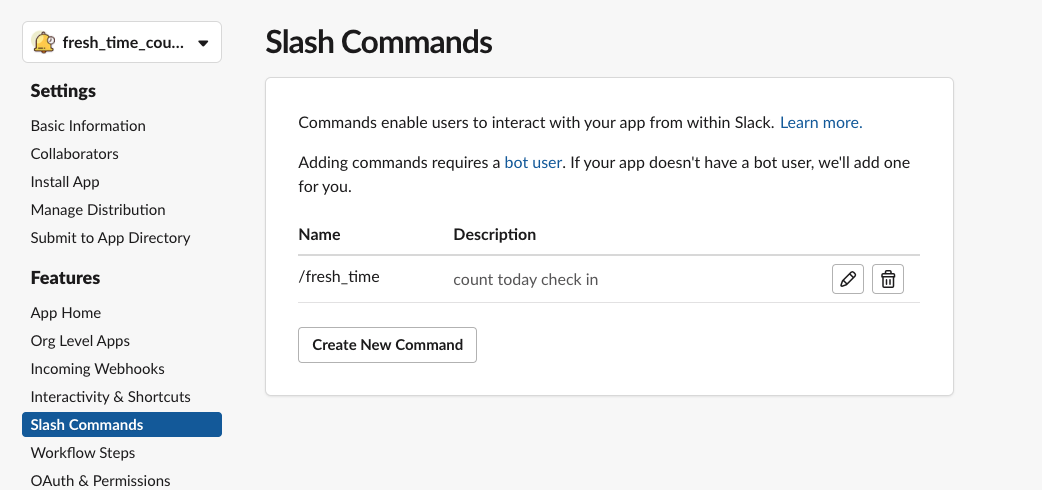 fresh_time_cou...
Settings
Basic Information
Collaborators
Install App
Manage Distribution
Submit to App Directory
Features
App Home
Org Level Apps
Incoming Webhooks
Interactivity & Shortcuts
Slash Commands
Workflow Steps
OAuth & Permissions
Slash Commands
Commands enable users to interact with your app from within Slack. Learn more.
Adding commands requires a bot user. If your app doesn't have a bot user, we'll add one
for you.
Name Description
/fresh_time count today check in
Create New Command